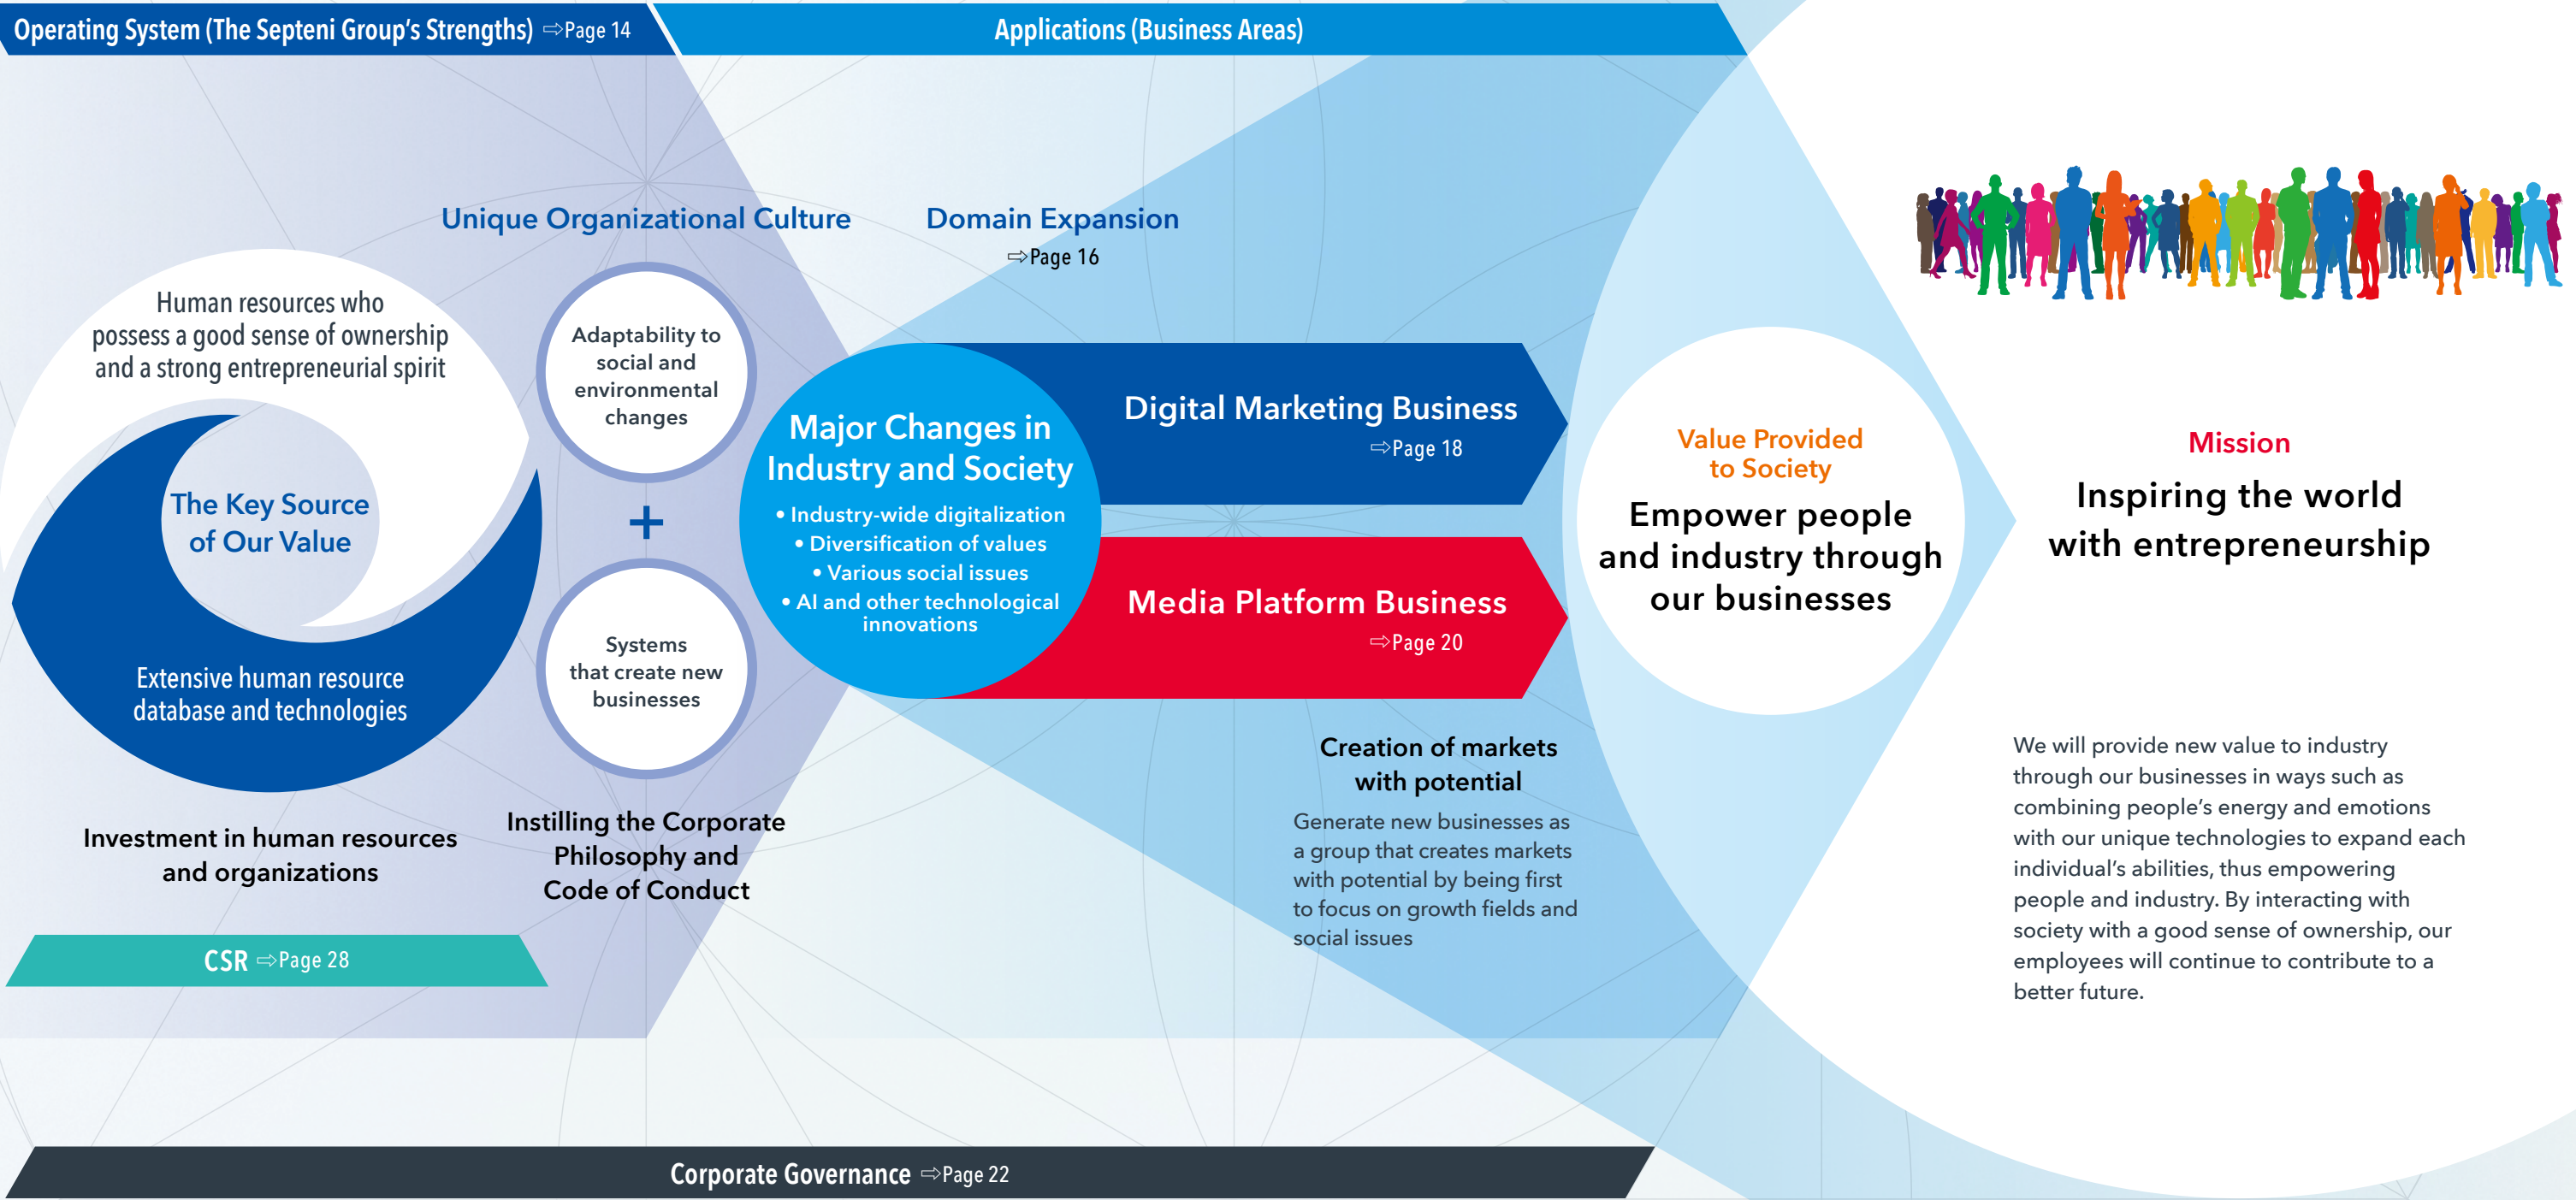 Operating System (The Septeni Group's Strengths) ⇨Page 14
Applications (Business Areas)
Unique Organizational Culture
Domain Expansion
⇨Page 16
Human resources who
possess a good sense of ownership
and a strong entrepreneurial spirit
The Key Source
of Our Value
Extensive human resource
database and technologies
Investment in human resources
and organizations
CSR ⇨Page 28
Adaptability to
social and
environmental
changes
+
Systems
that create new
businesses
Instilling the Corporate
Philosophy and
Code of Conduct
Major Changes in
Industry and Society
• Industry-wide digitalization
• Diversification of values
• Various social issues
• AI and other technological
innovations
Digital Marketing Business
⇨Page 18
Media Platform Business
⇨Page 20
Creation of markets
with potential
Generate new businesses as
a group that creates markets
with potential by being first
to focus on growth fields and
social issues
Value Provided
to Society
Empower people
and industry through
our businesses
Mission
Inspiring the world
with entrepreneurship
We will provide new value to industry
through our businesses in ways such as
combining people's energy and emotions
with our unique technologies to expand each
individual's abilities, thus empowering
people and industry. By interacting with
society with a good sense of ownership, our
employees will continue to contribute to a
better future.
Corporate Governance ⇨Page 22